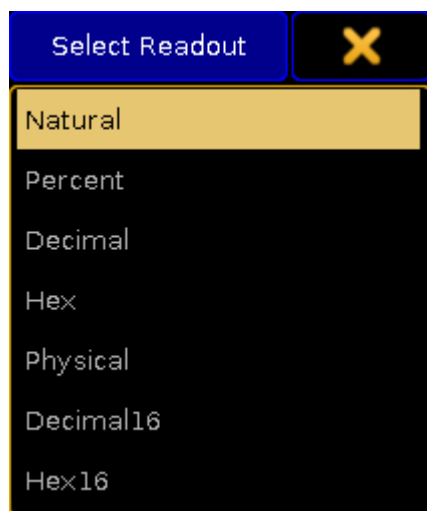 Select Readout
Natural
Percent
Decimal
Hex
Physical
Decimal16
Hex16